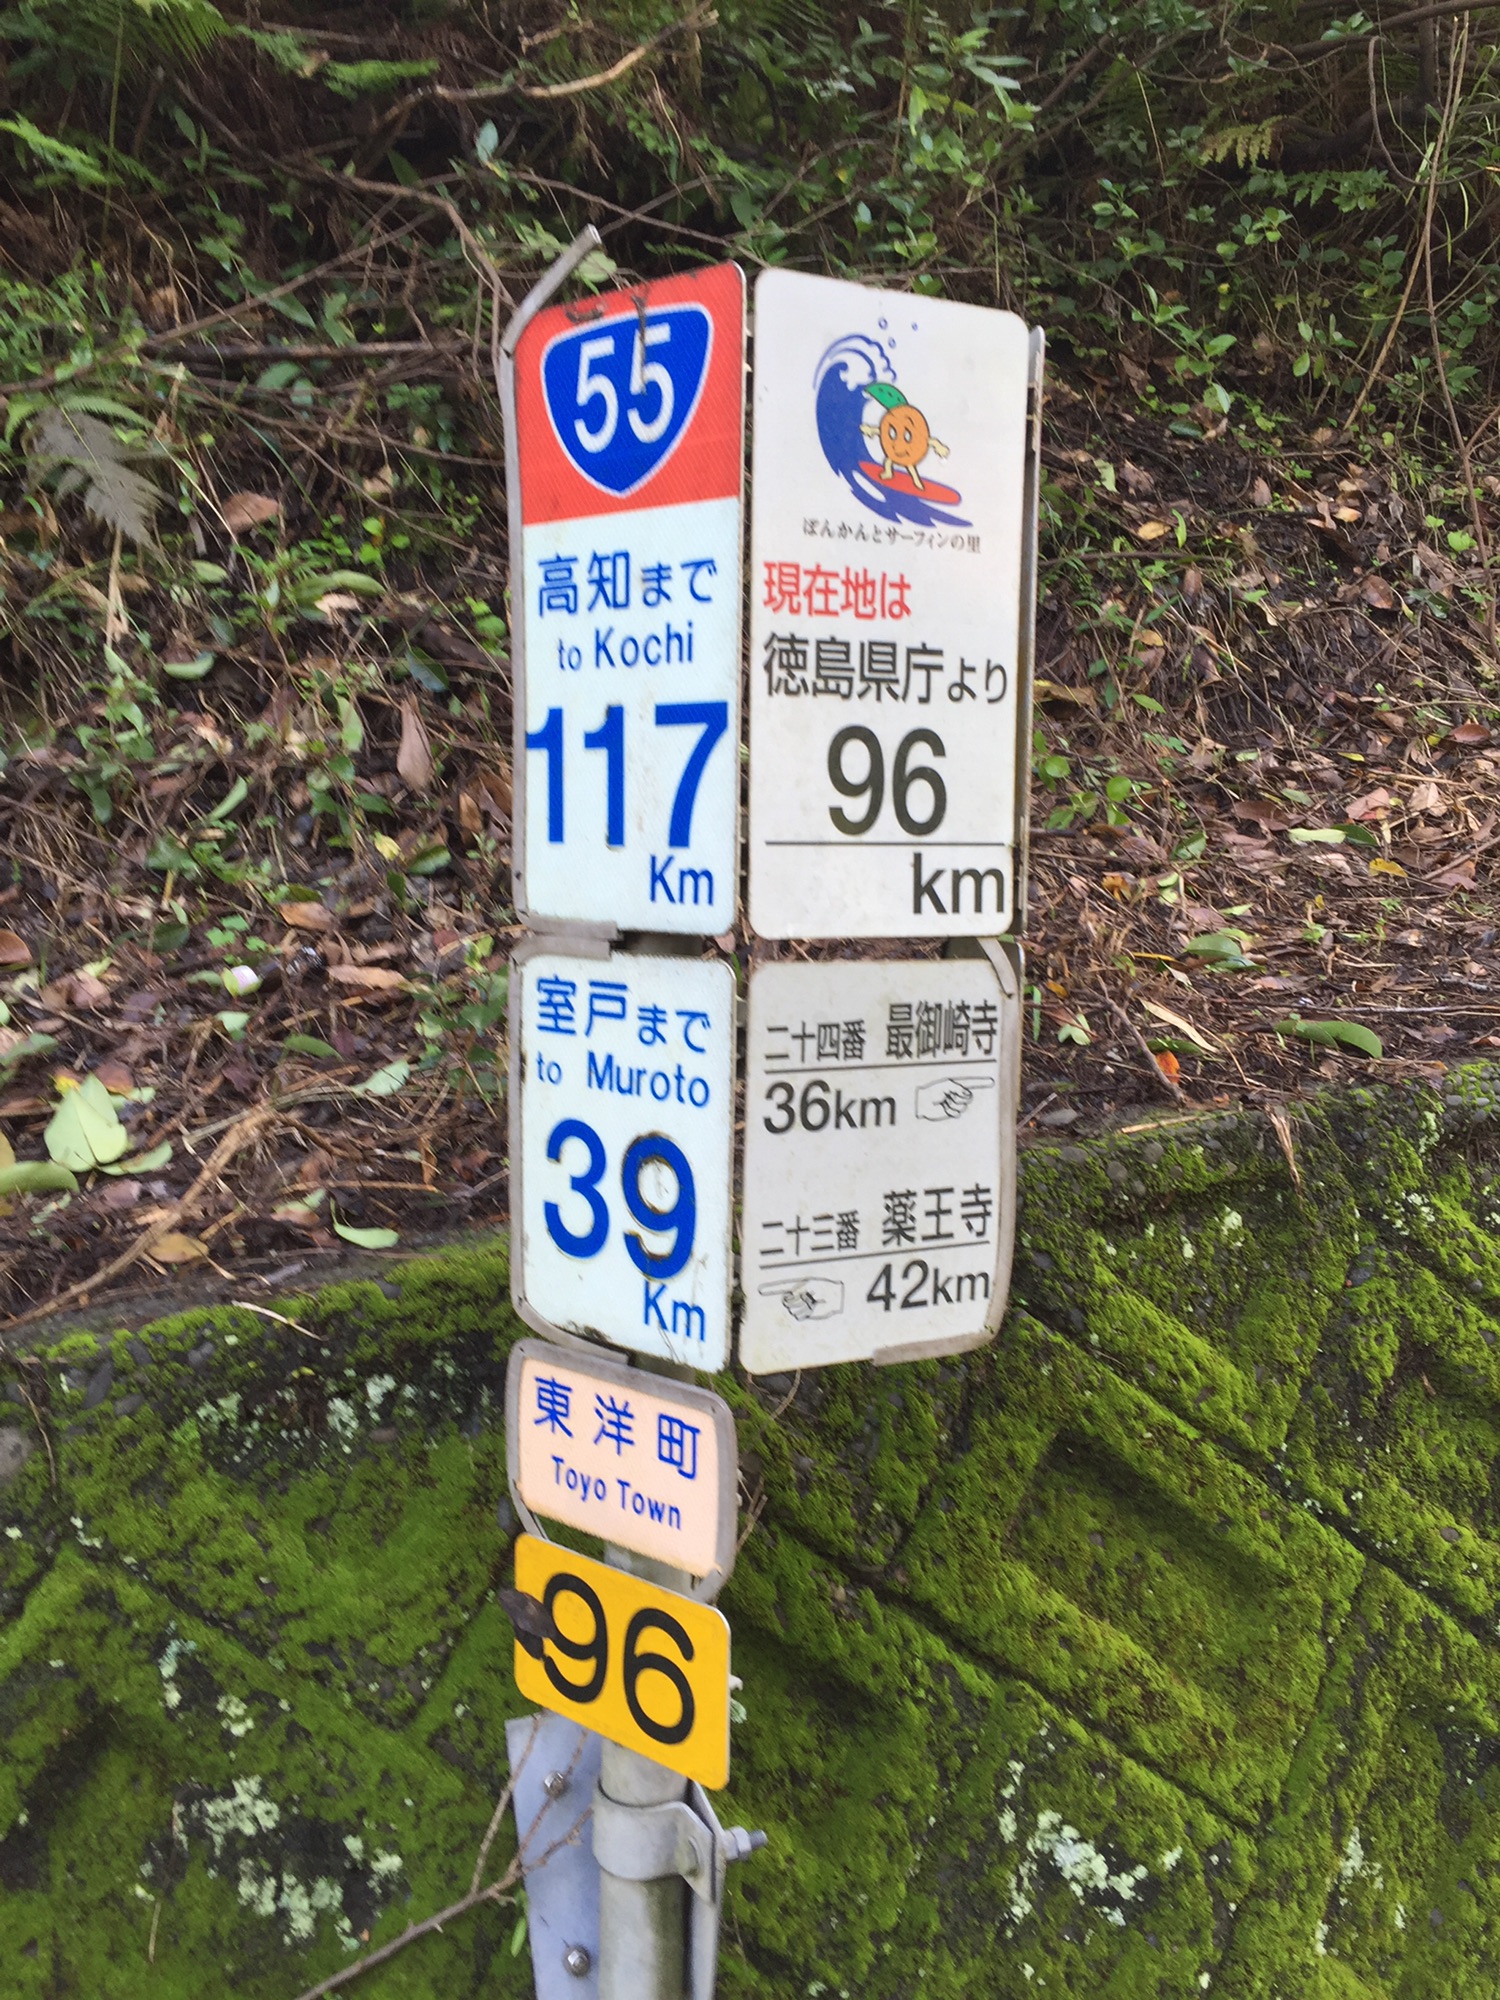 55
高知まで
to Kochi
117
Km
室戸まで
to Muroto
39
Km
東洋町
Toyo Town
96
ぽんかんとサーフィンの里
現在地は
徳島県庁より
96
km
二十四番 最御崎寺
36km
二十三番 薬王寺
42km